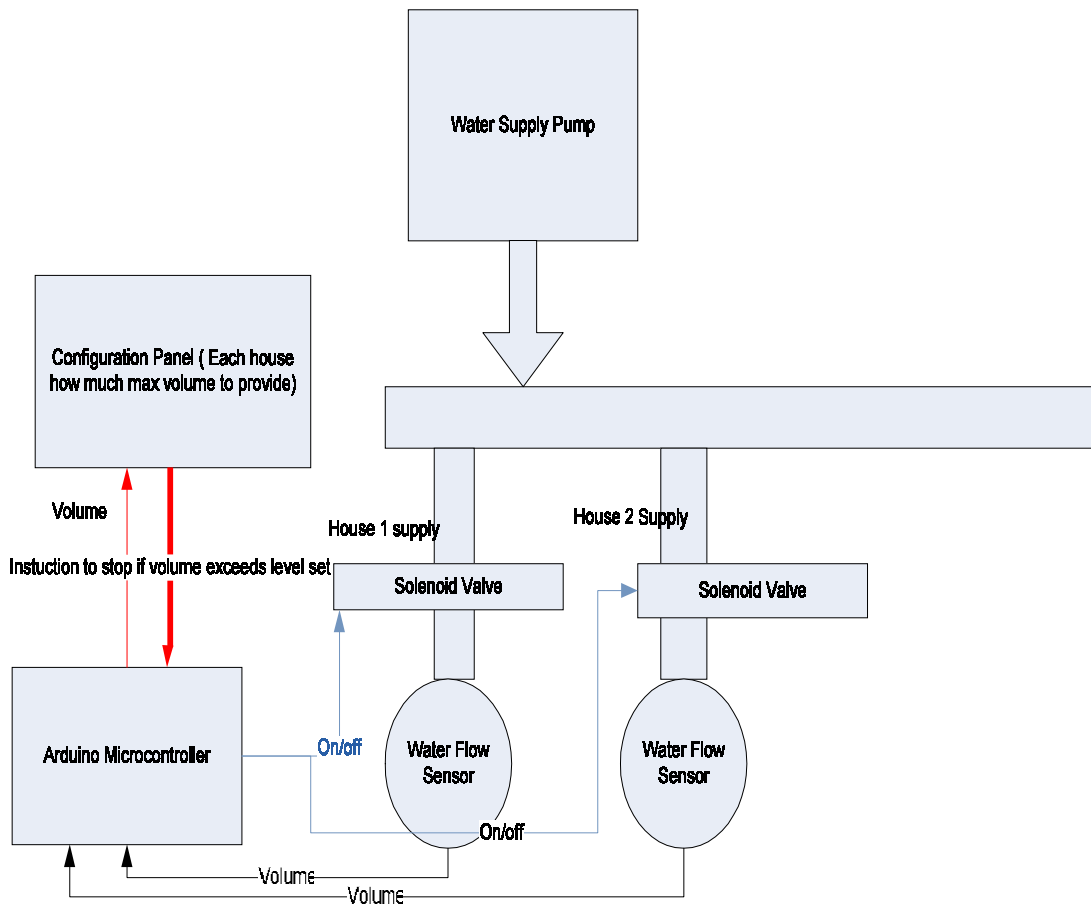 Water Supply Pump
Configuration Panel ( Each house
how much max volume to provide)
Volume
House 1 supply
House 2 Supply
Instuction to stop if volume exceeds level set
Solenoid Valve
Solenoid Valve
Arduino Microcontroller
On/off
Water Flow
Sensor
Water Flow
Sensor
On/off
Volume
Volume